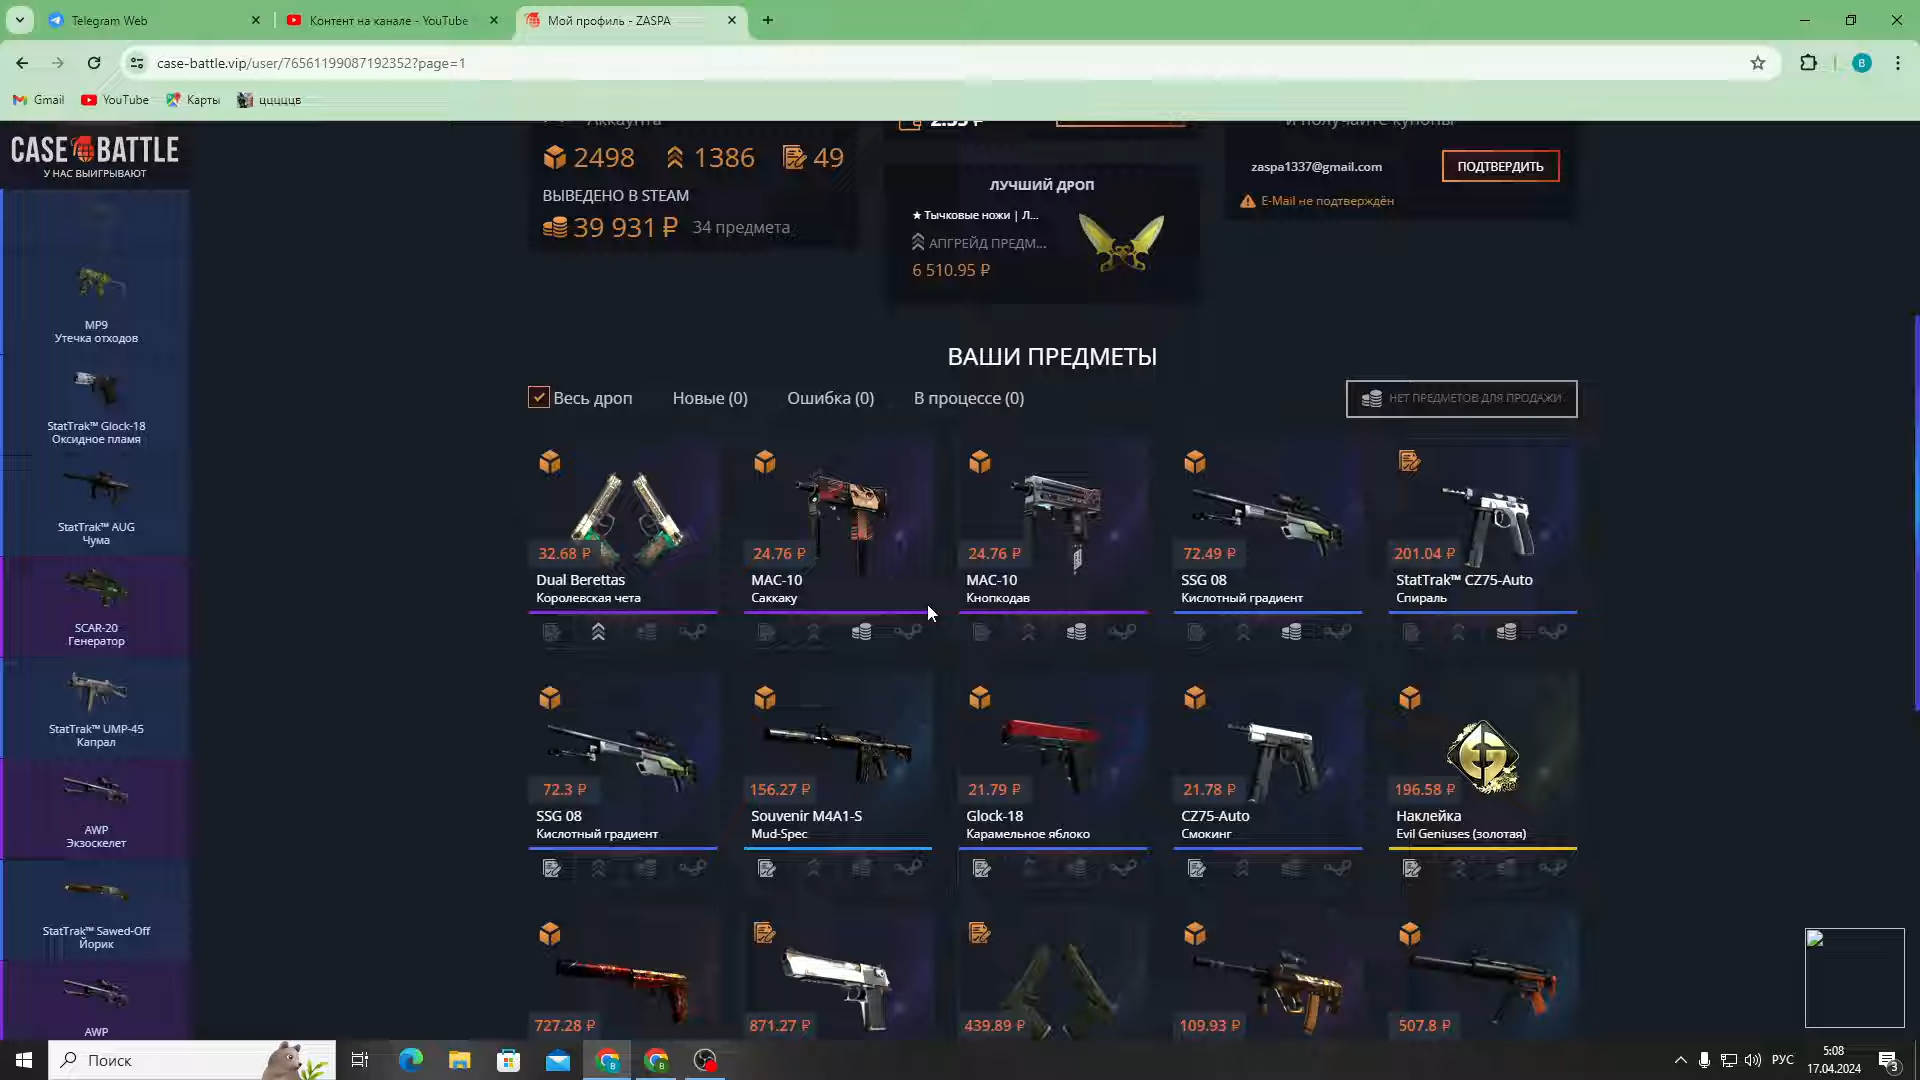 Telegram Web
Контент на канале - YouTube
Мой профиль - ZASPA
case-battle.vip/user/76561199087192352?page=1
B
Gmail
YouTube
Карты
цццццв
CASE BATTLE
У НАС ВЫИГРЫВАЮТ
MP9
Утечка отходов
StatTrak™ Glock-18
Оксидное пламя
StatTrak™ AUG
Чума
SCAR-20
Генератор
StatTrak™ UMP-45
Капрал
AWP
Экзоскелет
StatTrak™ Sawed-Off
Йорик
AWP
Аккаунта
2498 1386 49
ВЫВЕДЕНО В STEAM
39 931 ₽ 34 предмета
ЛУЧШИЙ ДРОП
★ Тычковые ножи | Л...
АПГРЕЙД ПРЕДМ...
6 510.95 ₽
и получайте купоны
zaspa1337@gmail.com
ПОДТВЕРДИТЬ
E-Mail не подтверждён
ВАШИ ПРЕДМЕТЫ
Весь дроп Новые (0) Ошибка (0) В процессе (0)
НЕТ ПРЕДМЕТОВ ДЛЯ ПРОДАЖИ
32.68 ₽
Dual Berettas
Королевская чета
24.76 ₽
MAC-10
Саккаку
24.76 ₽
MAC-10
Кнопкодав
72.49 ₽
SSG 08
Кислотный градиент
201.04 ₽
StatTrak™ CZ75-Auto
Спираль
72.3 ₽
SSG 08
Кислотный градиент
156.27 ₽
Souvenir M4A1-S
Mud-Spec
21.79 ₽
Glock-18
Карамельное яблоко
21.78 ₽
CZ75-Auto
Смокинг
196.58 ₽
Наклейка
Evil Geniuses (золотая)
727.28 ₽
871.27 ₽
439.89 ₽
109.93 ₽
507.8 ₽
Поиск
РУС
5:08
17.04.2024
3